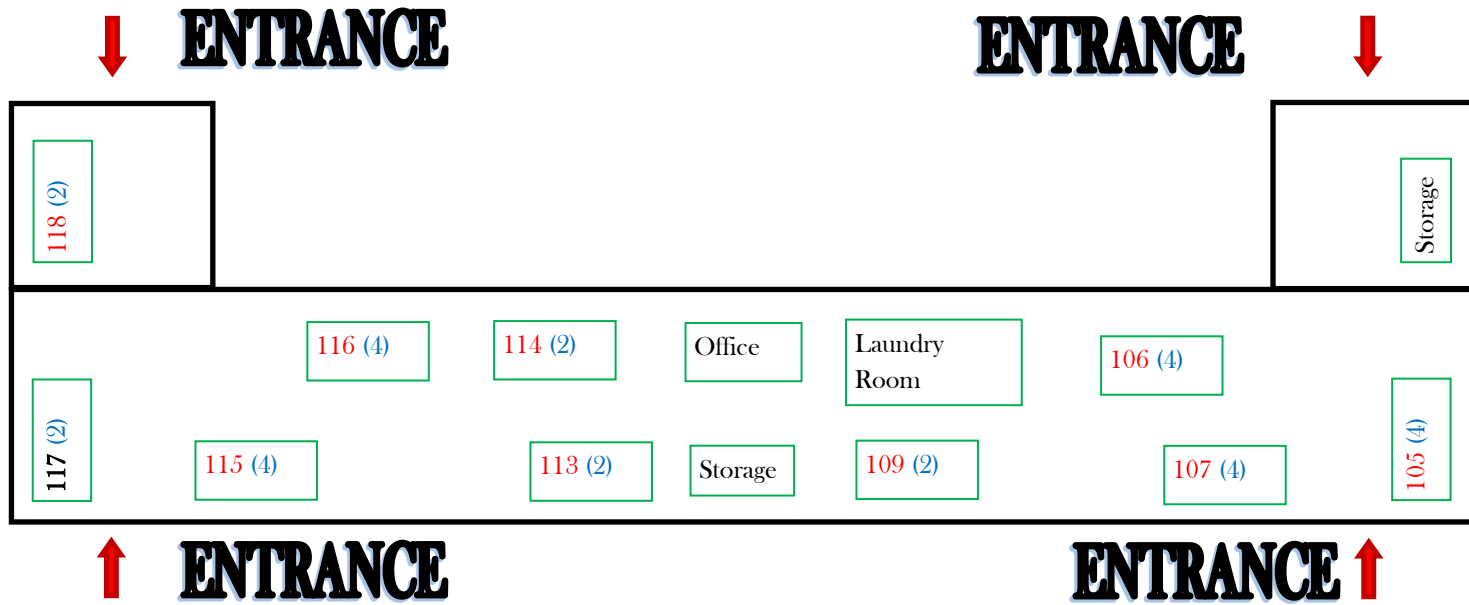 ENTRANCE
ENTRANCE
118 (2)
Storage
116 (4)
114 (2)
Office
Laundry
Room
106 (4)
117 (2)
115 (4)
113 (2)
Storage
109 (2)
107 (4)
105 (4)
ENTRANCE
ENTRANCE